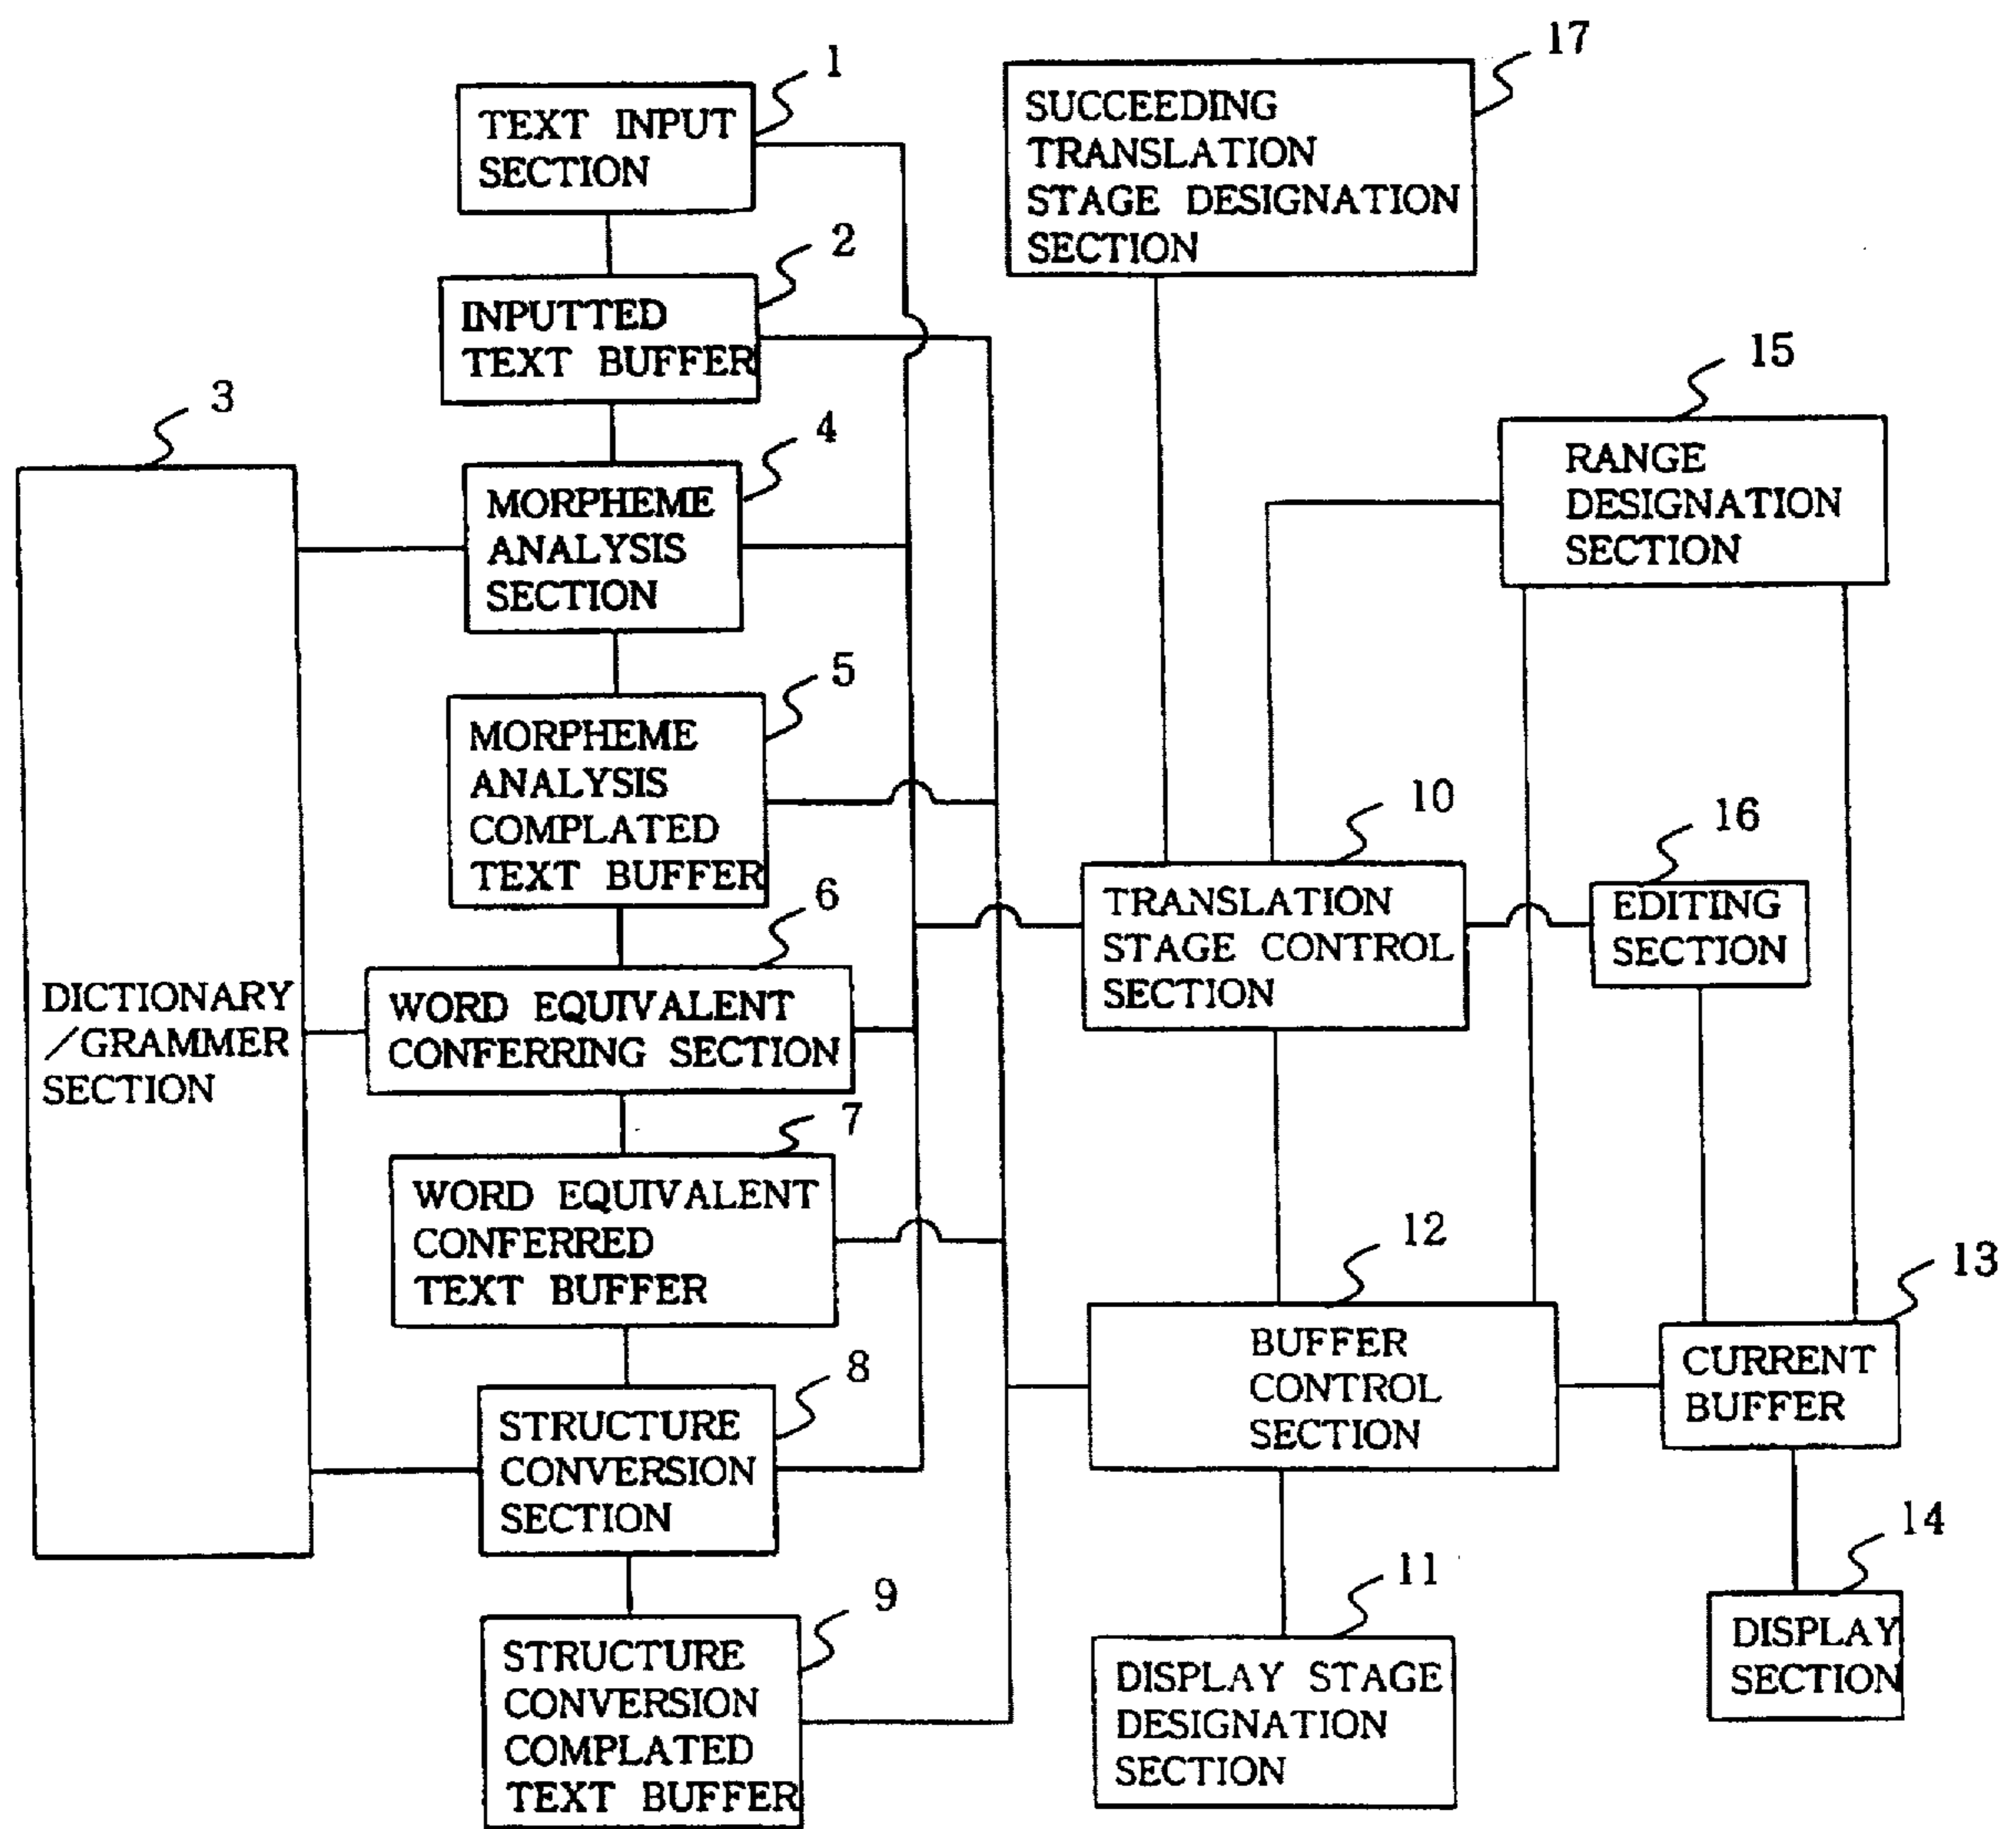 1
TEXT INPUT
SECTION
2
INPUTTED
TEXT BUFFER
3
DICTIONARY
/GRAMMER
SECTION
4
MORPHEME
ANALYSIS
SECTION
5
MORPHEME
ANALYSIS
COMPLATED
TEXT BUFFER
6
WORD EQUIVALENT
CONFERRING SECTION
7
WORD EQUIVALENT
CONFERRED
TEXT BUFFER
8
STRUCTURE
CONVERSION
SECTION
9
STRUCTURE
CONVERSION
COMPLATED
TEXT BUFFER
17
SUCCEEDING
TRANSLATION
STAGE DESIGNATION
SECTION
15
RANGE
DESIGNATION
SECTION
10
TRANSLATION
STAGE CONTROL
SECTION
16
EDITING
SECTION
12
BUFFER
CONTROL
SECTION
13
CURRENT
BUFFER
11
DISPLAY STAGE
DESIGNATION
SECTION
14
DISPLAY
SECTION